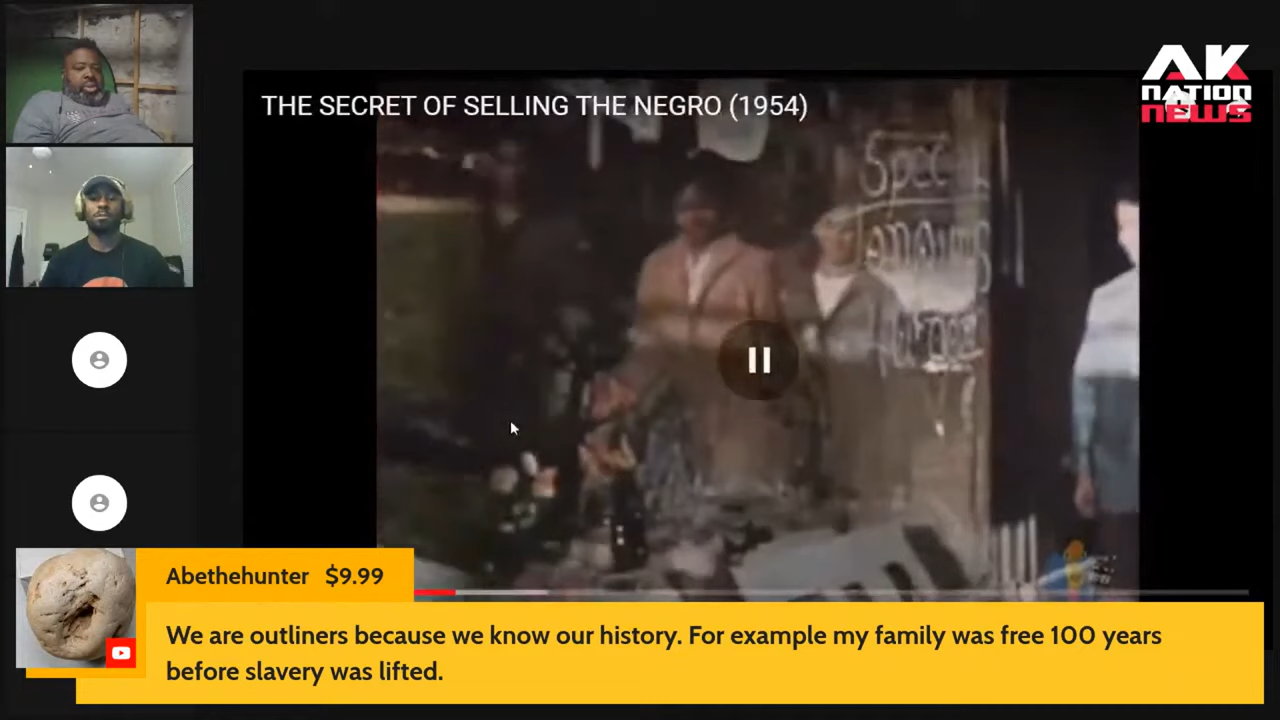 THE SECRET OF SELLING THE NEGRO (1954)
AK
NATION
NEWS
Special
Abethehunter $9.99
We are outliners because we know our history. For example my family was free 100 years
before slavery was lifted.